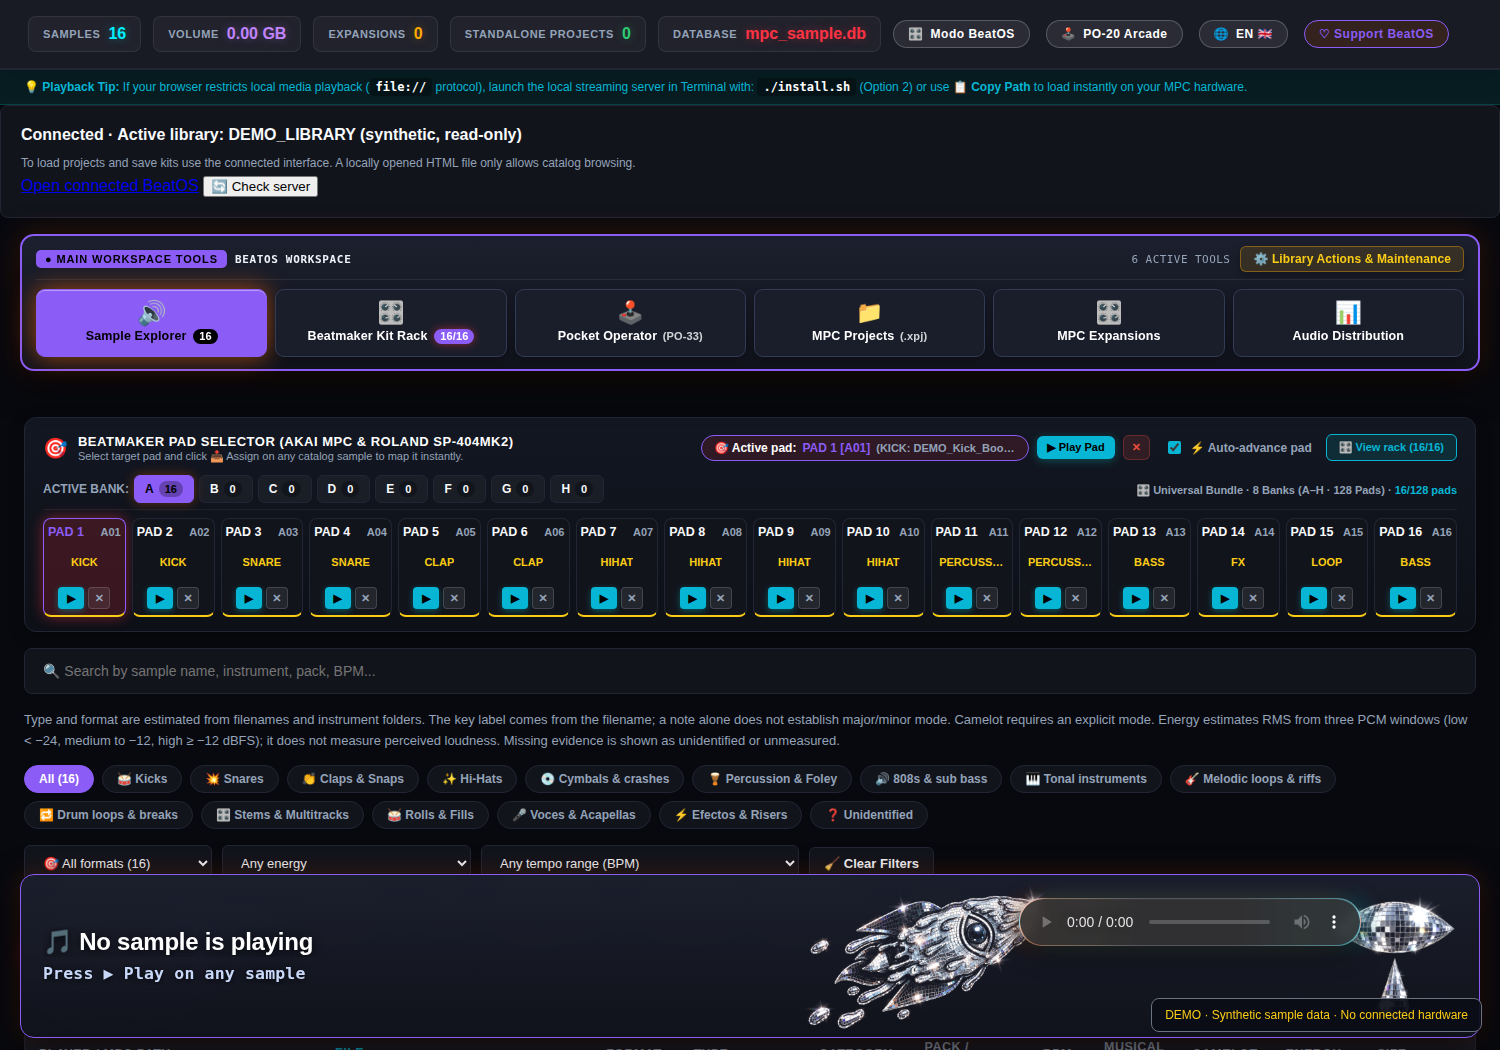 SAMPLES 16
VOLUME 0.00 GB
EXPANSIONS 0
STANDALONE PROJECTS 0
DATABASE mpc_sample.db
Modo BeatOS
PO-20 Arcade
EN
♡ Support BeatOS
Playback Tip: If your browser restricts local media playback ( file:// protocol), launch the local streaming server in Terminal with: ./install.sh (Option 2) or use 📋 Copy Path to load instantly on your MPC hardware.
Connected · Active library: DEMO_LIBRARY (synthetic, read-only)
To load projects and save kits use the connected interface. A locally opened HTML file only allows catalog browsing.
Open connected BeatOS Check server
● MAIN WORKSPACE TOOLS BEATOS WORKSPACE
6 ACTIVE TOOLS
Library Actions & Maintenance
Sample Explorer 16
Beatmaker Kit Rack 16/16
Pocket Operator (PO-33)
MPC Projects (.xpj)
MPC Expansions
Audio Distribution
BEATMAKER PAD SELECTOR (AKAI MPC & ROLAND SP-404MK2)
Select target pad and click 📥 Assign on any catalog sample to map it instantly.
Active pad: PAD 1 [A01] (KICK: DEMO_Kick_Boo…
▶ Play Pad
✕
⚡ Auto-advance pad
View rack (16/16)
ACTIVE BANK: A 16 B 0 C 0 D 0 E 0 F 0 G 0 H 0
Universal Bundle · 8 Banks (A–H · 128 Pads) · 16/128 pads
PAD 1 A01 PAD 2 A02 PAD 3 A03 PAD 4 A04 PAD 5 A05 PAD 6 A06 PAD 7 A07 PAD 8 A08 PAD 9 A09 PAD 10 A10 PAD 11 A11 PAD 12 A12 PAD 13 A13 PAD 14 A14 PAD 15 A15 PAD 16 A16
KICK KICK SNARE SNARE CLAP CLAP HIHAT HIHAT HIHAT HIHAT PERCUSS… PERCUSS… BASS FX LOOP BASS
▶ ✕ ▶ ✕ ▶ ✕ ▶ ✕ ▶ ✕ ▶ ✕ ▶ ✕ ▶ ✕ ▶ ✕ ▶ ✕ ▶ ✕ ▶ ✕ ▶ ✕ ▶ ✕ ▶ ✕ ▶ ✕
🔍 Search by sample name, instrument, pack, BPM...
Type and format are estimated from filenames and instrument folders. The key label comes from the filename; a note alone does not establish major/minor mode. Camelot requires an explicit mode. Energy estimates RMS from three PCM windows (low
< −24, medium to −12, high ≥ −12 dBFS); it does not measure perceived loudness. Missing evidence is shown as unidentified or unmeasured.
All (16)
Kicks
Snares
Claps & Snaps
Hi-Hats
Cymbals & crashes
Percussion & Foley
808s & sub bass
Tonal instruments
Melodic loops & riffs
Drum loops & breaks
Stems & Multitracks
Rolls & Fills
Voces & Acapellas
Efectos & Risers
Unidentified
All formats (16)
Any energy
Any tempo range (BPM)
Clear Filters
No sample is playing
Press ▶ Play on any sample
0:00 / 0:00
DEMO · Synthetic sample data · No connected hardware
PACK /
MUSICAL
FILE